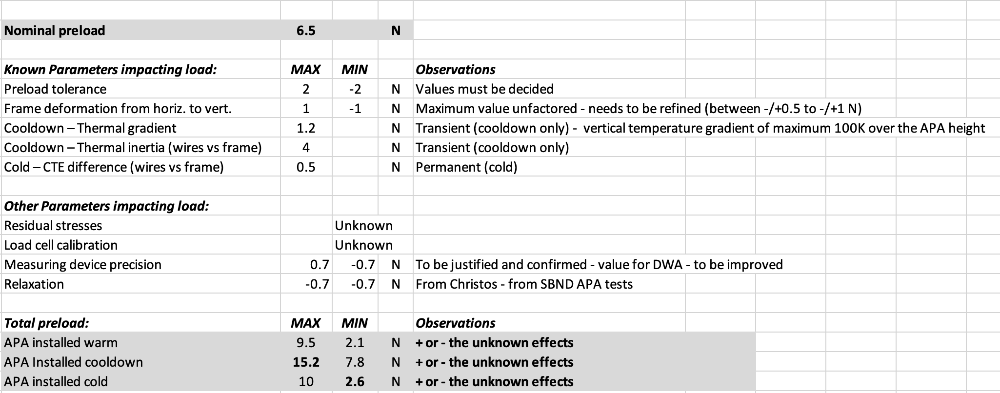 Nominal preload 6.5 N
Known Parameters impacting load: MAX MIN Observations
Preload tolerance 2 -2 N Values must be decided
Frame deformation from horiz. to vert. 1 -1 N Maximum value unfactored - needs to be refined (between -/+0.5 to -/+1 N)
Cooldown – Thermal gradient 1.2 N Transient (cooldown only) - vertical temperature gradient of maximum 100K over the APA height
Cooldown – Thermal inertia (wires vs frame) 4 N Transient (cooldown only)
Cold – CTE difference (wires vs frame) 0.5 N Permanent (cold)
Other Parameters impacting load:
Residual stresses Unknown
Load cell calibration Unknown
Measuring device precision 0.7 -0.7 N To be justified and confirmed - value for DWA - to be improved
Relaxation -0.7 -0.7 N From Christos - from SBND APA tests
Total preload: MAX MIN Observations
APA installed warm 9.5 2.1 N + or - the unknown effects
APA Installed cooldown 15.2 7.8 N + or - the unknown effects
APA installed cold 10 2.6 N + or - the unknown effects